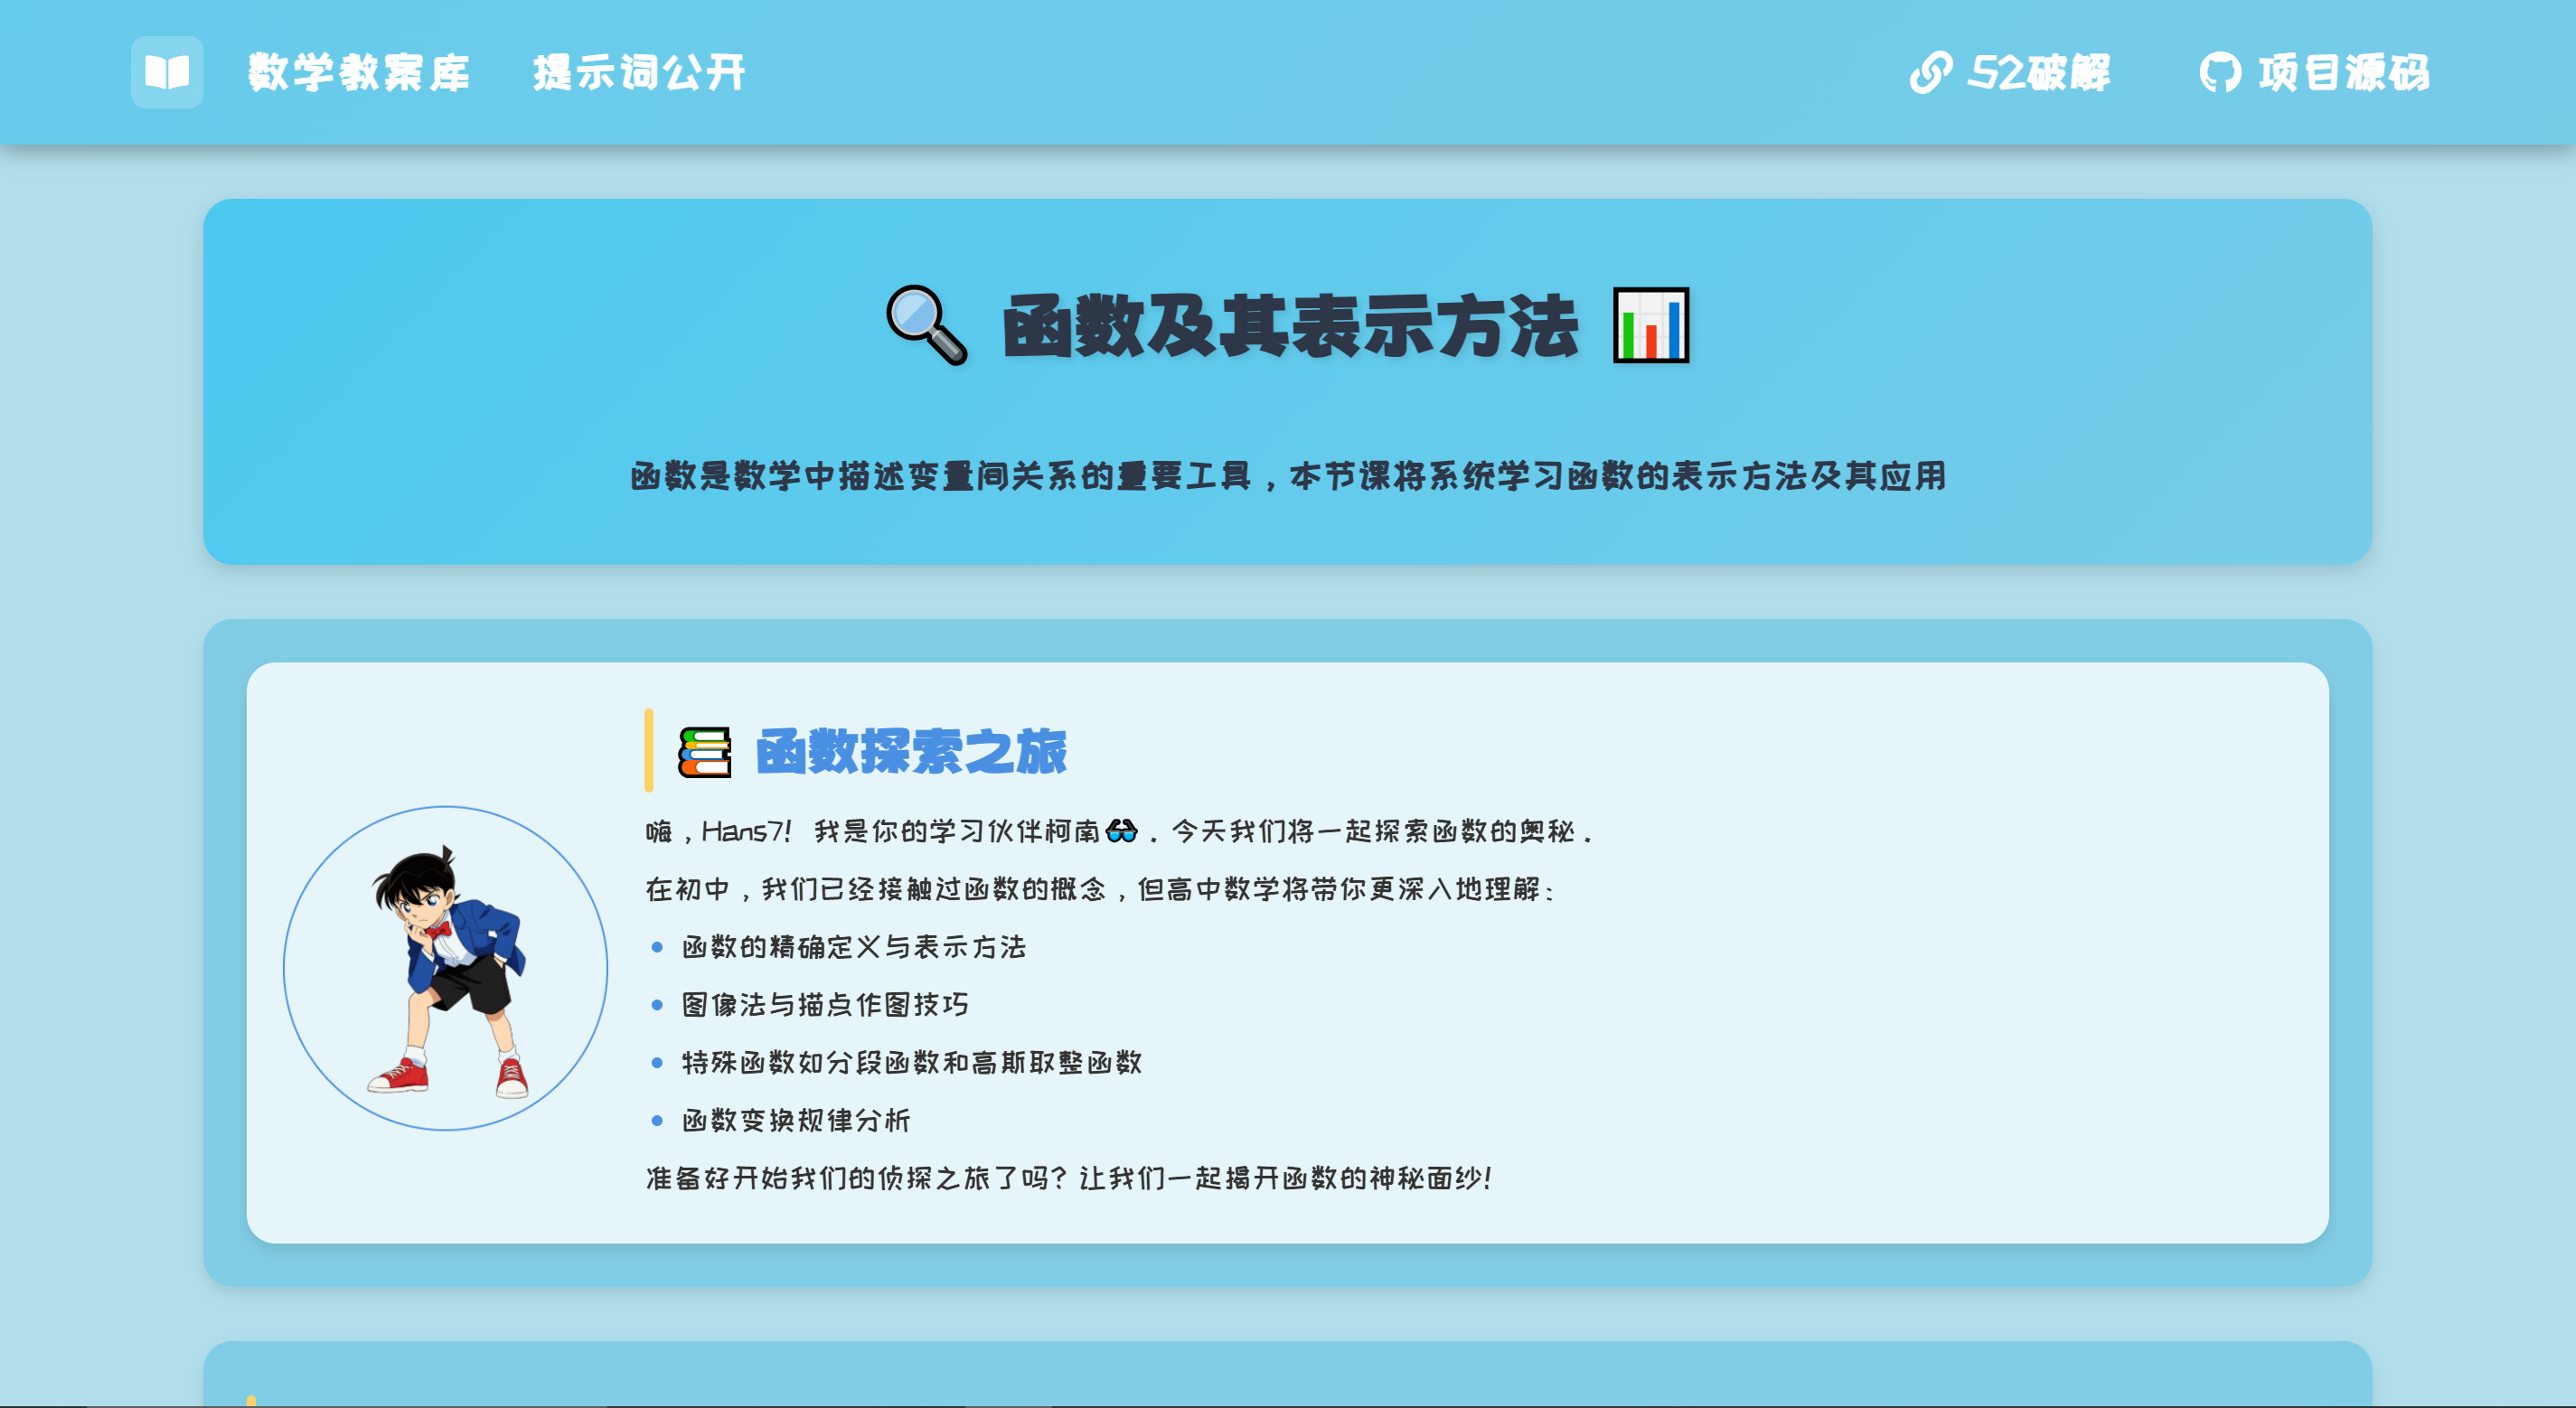 数学教案库 提示词公开 52破解 项目源码
函数及其表示方法
函数是数学中描述变量间关系的重要工具，本节课将系统学习函数的表示方法及其应用
函数探索之旅
嗨，Hans7！我是你的学习伙伴柯南🕶️．今天我们将一起探索函数的奥秘．
在初中，我们已经接触过函数的概念，但高中数学将带你更深入地理解：
函数的精确定义与表示方法
图像法与描点作图技巧
特殊函数如分段函数和高斯取整函数
函数变换规律分析
准备好开始我们的侦探之旅了吗？让我们一起揭开函数的神秘面纱！